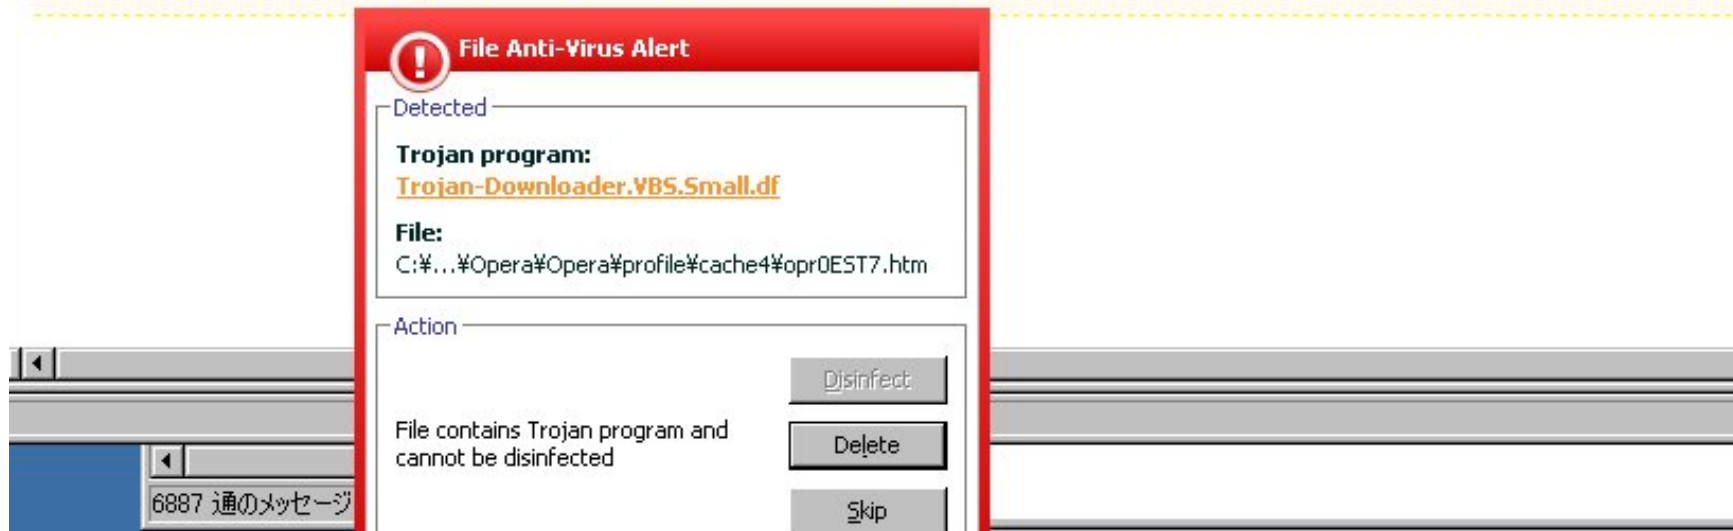 File Anti-Virus Alert
Detected
Trojan program:
Trojan-Downloader.VBS.Small.df
File:
C:¥...¥Opera¥Opera¥profile¥cache4¥opr0EST7.htm
Action
Disinfect
File contains Trojan program and
cannot be disinfected
Delete
Skip
6887 通のメッセージ